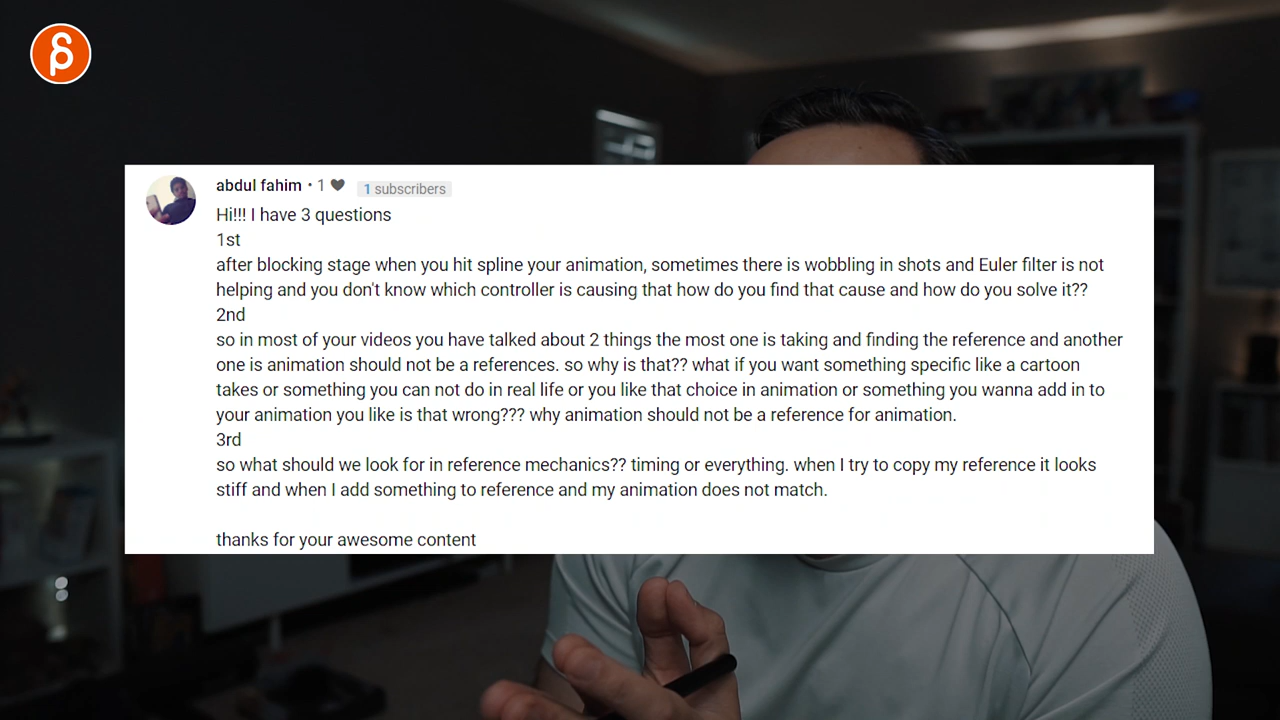 abdul fahim • 1 ♥ 1 subscribers
Hi!!! I have 3 questions
1st
after blocking stage when you hit spline your animation, sometimes there is wobbling in shots and Euler filter is not
helping and you don't know which controller is causing that how do you find that cause and how do you solve it??
2nd
so in most of your videos you have talked about 2 things the most one is taking and finding the reference and another
one is animation should not be a references. so why is that?? what if you want something specific like a cartoon
takes or something you can not do in real life or you like that choice in animation or something you wanna add in to
your animation you like is that wrong??? why animation should not be a reference for animation.
3rd
so what should we look for in reference mechanics?? timing or everything. when I try to copy my reference it looks
stiff and when I add something to reference and my animation does not match.
thanks for your awesome content